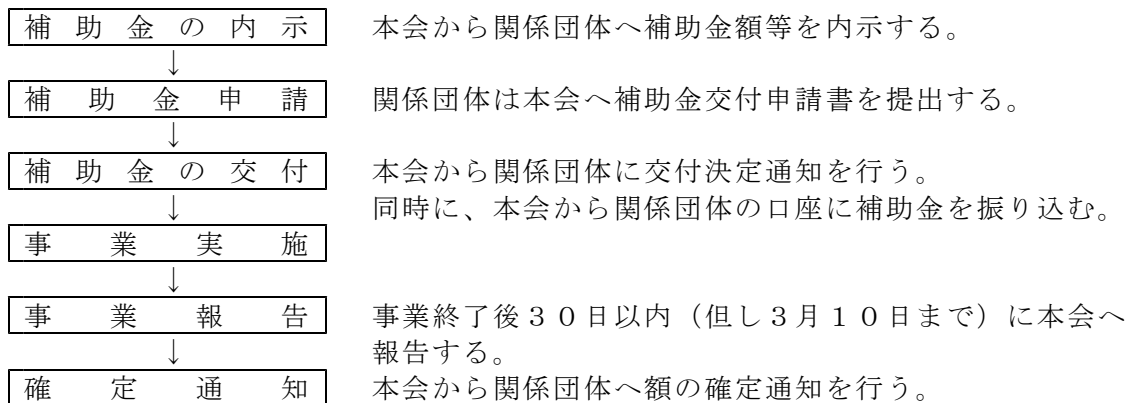 補助金の内示 本会から関係団体へ補助金額等を内示する。
↓
補助金申請 関係団体は本会へ補助金交付申請書を提出する。
↓
補助金の交付 本会から関係団体に交付決定通知を行う。
↓ 同時に、本会から関係団体の口座に補助金を振り込む。
事業実施
↓
事業報告 事業終了後３０日以内（但し３月１０日まで）に本会へ
↓ 報告する。
確定通知 本会から関係団体へ額の確定通知を行う。